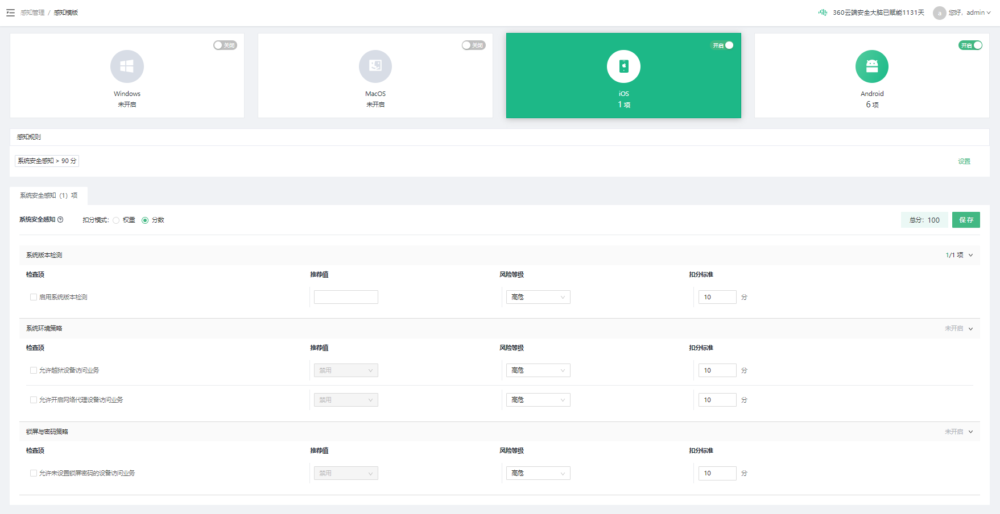 感知管理 / 感知模版
360云端安全大脑已赋能1131天 a 您好，admin
关闭 关闭 开启 开启
Windows MacOS iOS Android
未开启 未开启 1 项 6 项
感知规则
系统安全感知 > 90 分 设置
系统安全感知（1）项
系统安全感知 扣分模式: 权重 分数 总分: 100 保存
系统版本检测 1/1 项
检查项 推荐值 风险等级 扣分标准
启用系统版本检测 高危 10 分
系统环境策略 未开启
检查项 推荐值 风险等级 扣分标准
允许越狱设备访问业务 禁用 高危 10 分
允许开启网络代理设备访问业务 禁用 高危 10 分
锁屏与密码策略 未开启
检查项 推荐值 风险等级 扣分标准
允许未设置锁屏密码的设备访问业务 禁用 高危 10 分